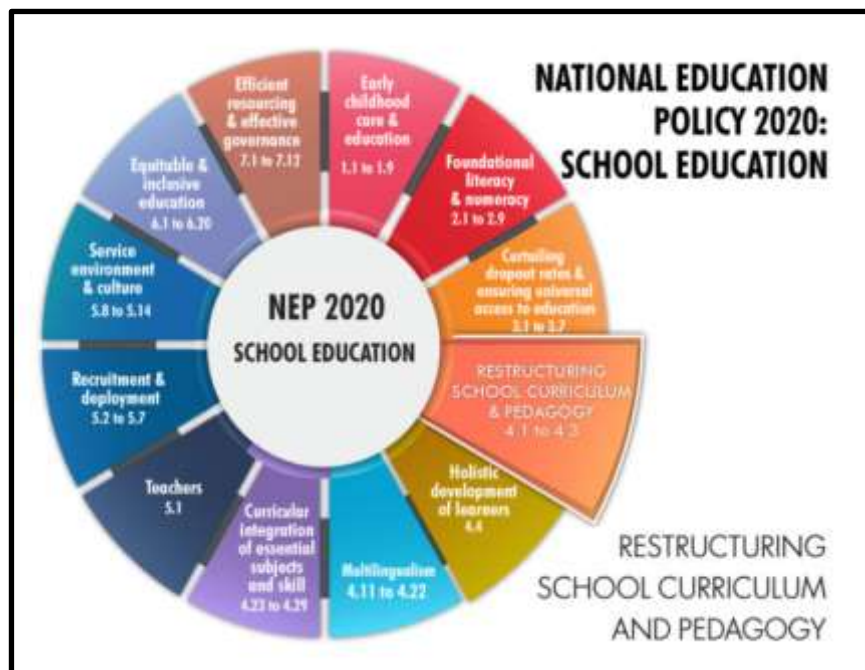 NATIONAL EDUCATION
POLICY 2020:
SCHOOL EDUCATION
Early
childhood
care &
education
1.1 to 1.9
Foundational
literacy
& numeracy
2.1 to 2.9
Curtailing
dropout rates &
ensuring universal
access to education
3.1 to 3.7
RESTRUCTURING
SCHOOL CURRICULUM
& PEDAGOGY
4.1 to 4.3
Holistic
development
of learners
4.4
Multilingualism
4.11 to 4.22
Curricular
integration
of essential
subjects
and skill
4.23 to 4.29
Teachers
5.1
Recruitment &
deployment
5.2 to 5.7
Service
environment
& culture
5.8 to 5.14
Equitable &
inclusive
education
6.1 to 6.20
Efficient
resourcing
& effective
governance
7.1 to 7.12
NEP 2020
SCHOOL EDUCATION
RESTRUCTURING
SCHOOL CURRICULUM
AND PEDAGOGY